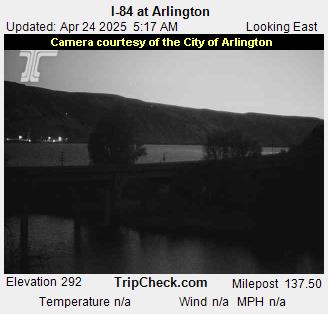 I-84 at Arlington
Updated: Apr 24 2025 5:17 AM Looking East
Camera courtesy of the City of Arlington
Elevation 292 TripCheck.com Milepost 137.50
Temperature n/a Wind n/a MPH n/a